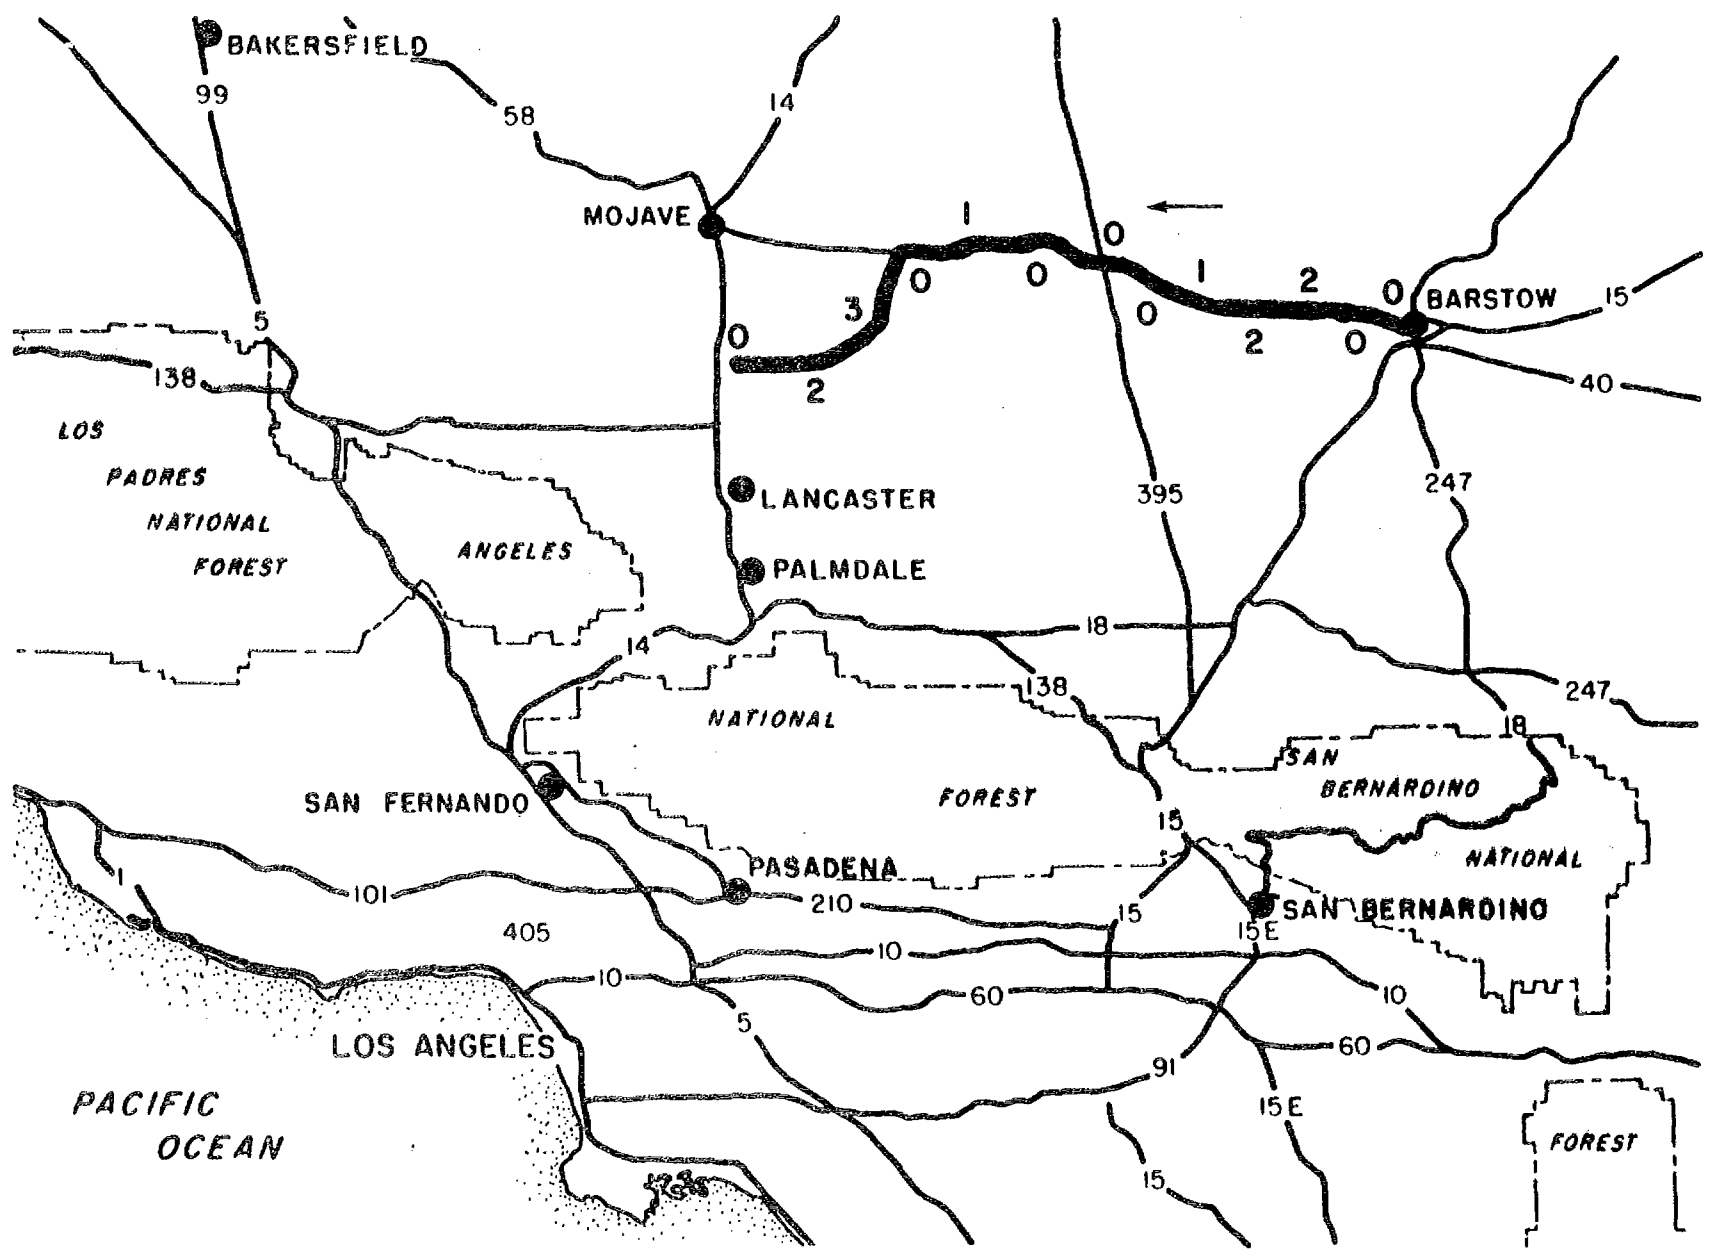 BAKERSFIELD
99
14
58
MOJAVE
1
0
1
2
0
BARSTOW
15
0
0
0
3
5
0
2
0
138
2
40
LOS
PADRES
NATIONAL
FOREST
247
395
LANCASTER
ANGELES
PALMDALE
14
18
138
247
NATIONAL
18
SAN
BERNARDINO
FOREST
SAN FERNANDO
15
NATIONAL
PASADENA
1
101
210
15
SAN BERNARDINO
15E
405
10
10
60
10
5
LOS ANGELES
60
91
PACIFIC
OCEAN
15E
FOREST
15